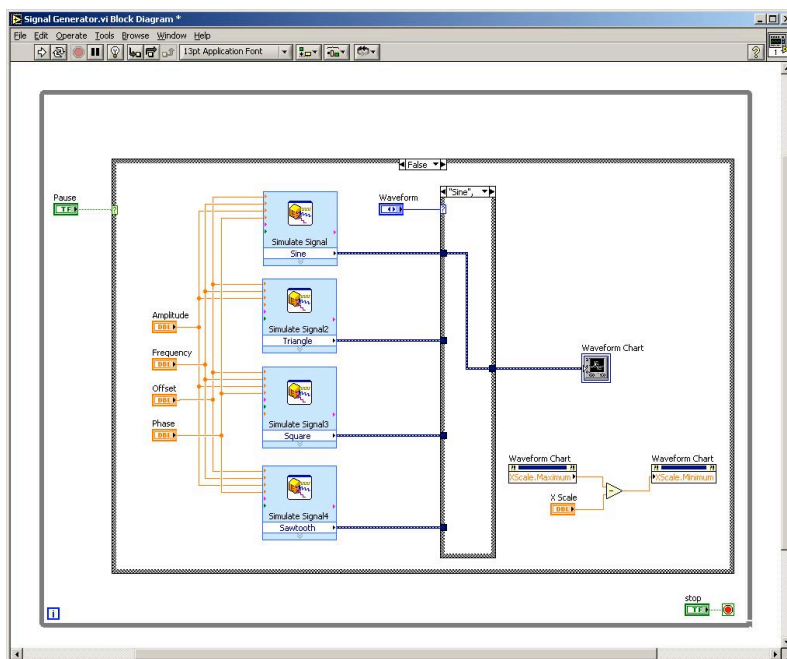 Signal Generator.vi Block Diagram *
File Edit Operate Tools Browse Window Help
13pt Application Font
?
1
False
Pause
TF
?
"Sine",
Waveform
?
Simulate Signal
Sine
Simulate Signal2
Triangle
Amplitude
DBL
Frequency
DBL
Offset
DBL
Phase
DBL
Simulate Signal3
Square
Simulate Signal4
Sawtooth
Waveform Chart
Waveform Chart
XScale.Maximum
Waveform Chart
XScale.Minimum
X Scale
DBL
-
stop
TF
i